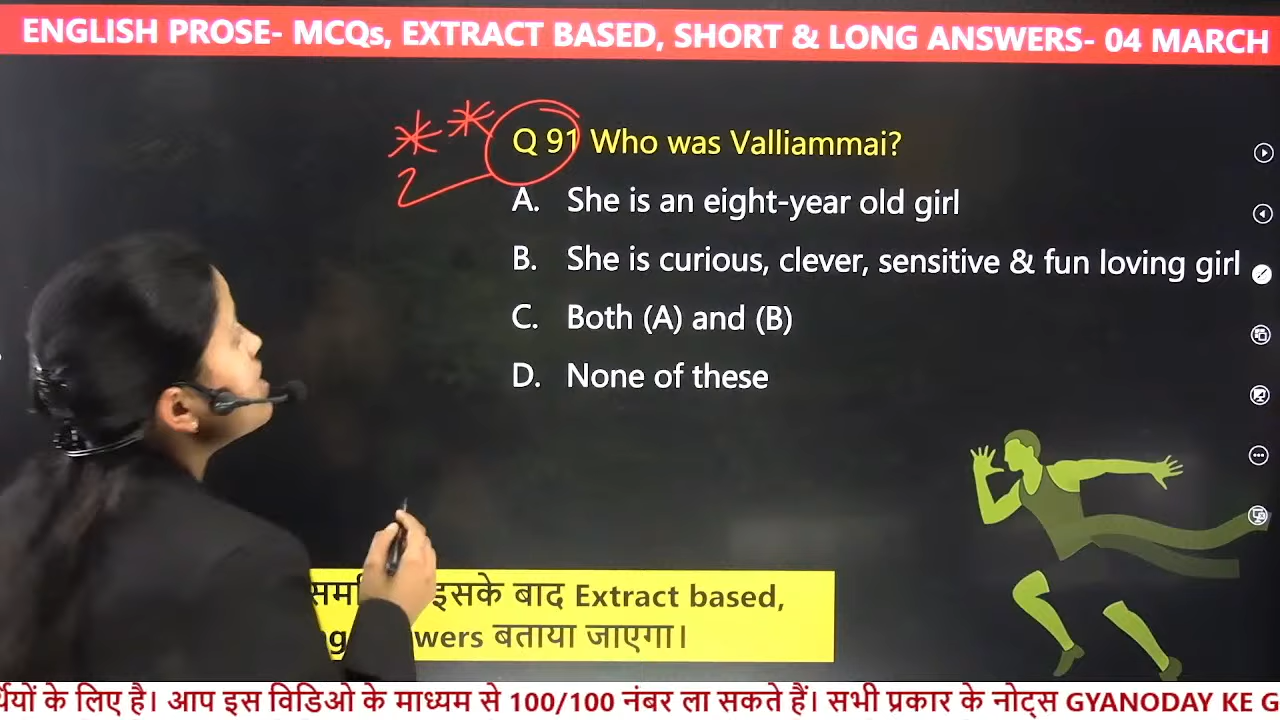 ENGLISH PROSE- MCQs, EXTRACT BASED, SHORT & LONG ANSWERS- 04 MARCH
Q 91 Who was Valliammai?
A. She is an eight-year old girl
B. She is curious, clever, sensitive & fun loving girl
C. Both (A) and (B)
D. None of these
इसके बाद Extract based,
बताया जाएगा।
के लिए है। आप इस विडिओ के माध्यम से 100/100 नंबर ला सकते हैं। सभी प्रकार के नोट्स GYANODAY KE